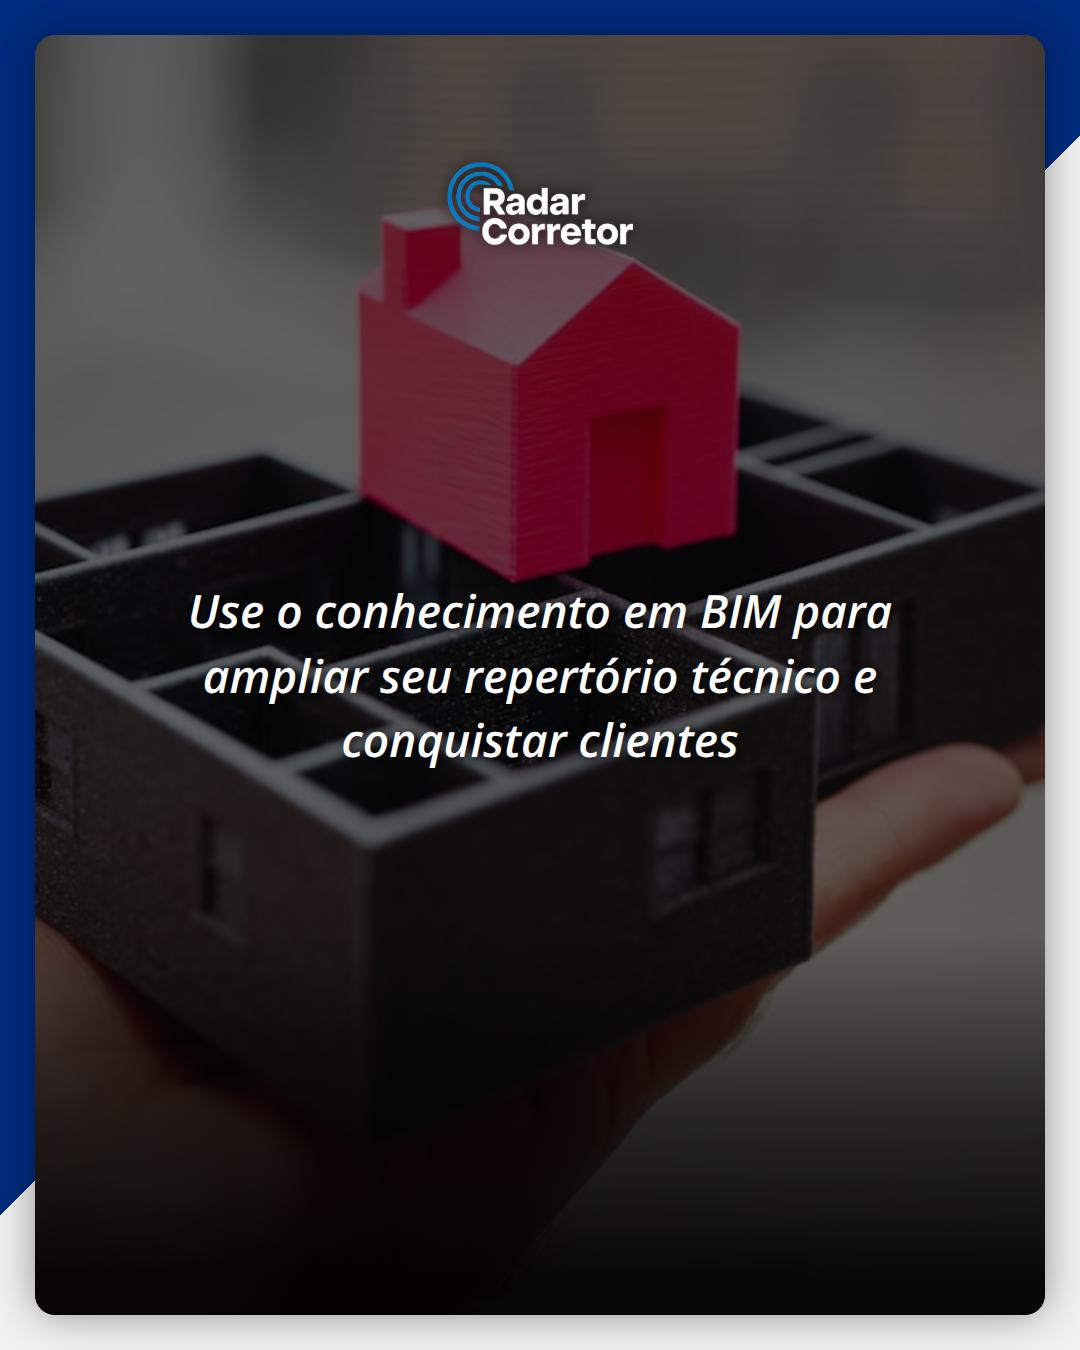 Radar
Corretor
Use o conhecimento em BIM para
ampliar seu repertório técnico e
conquistar clientes